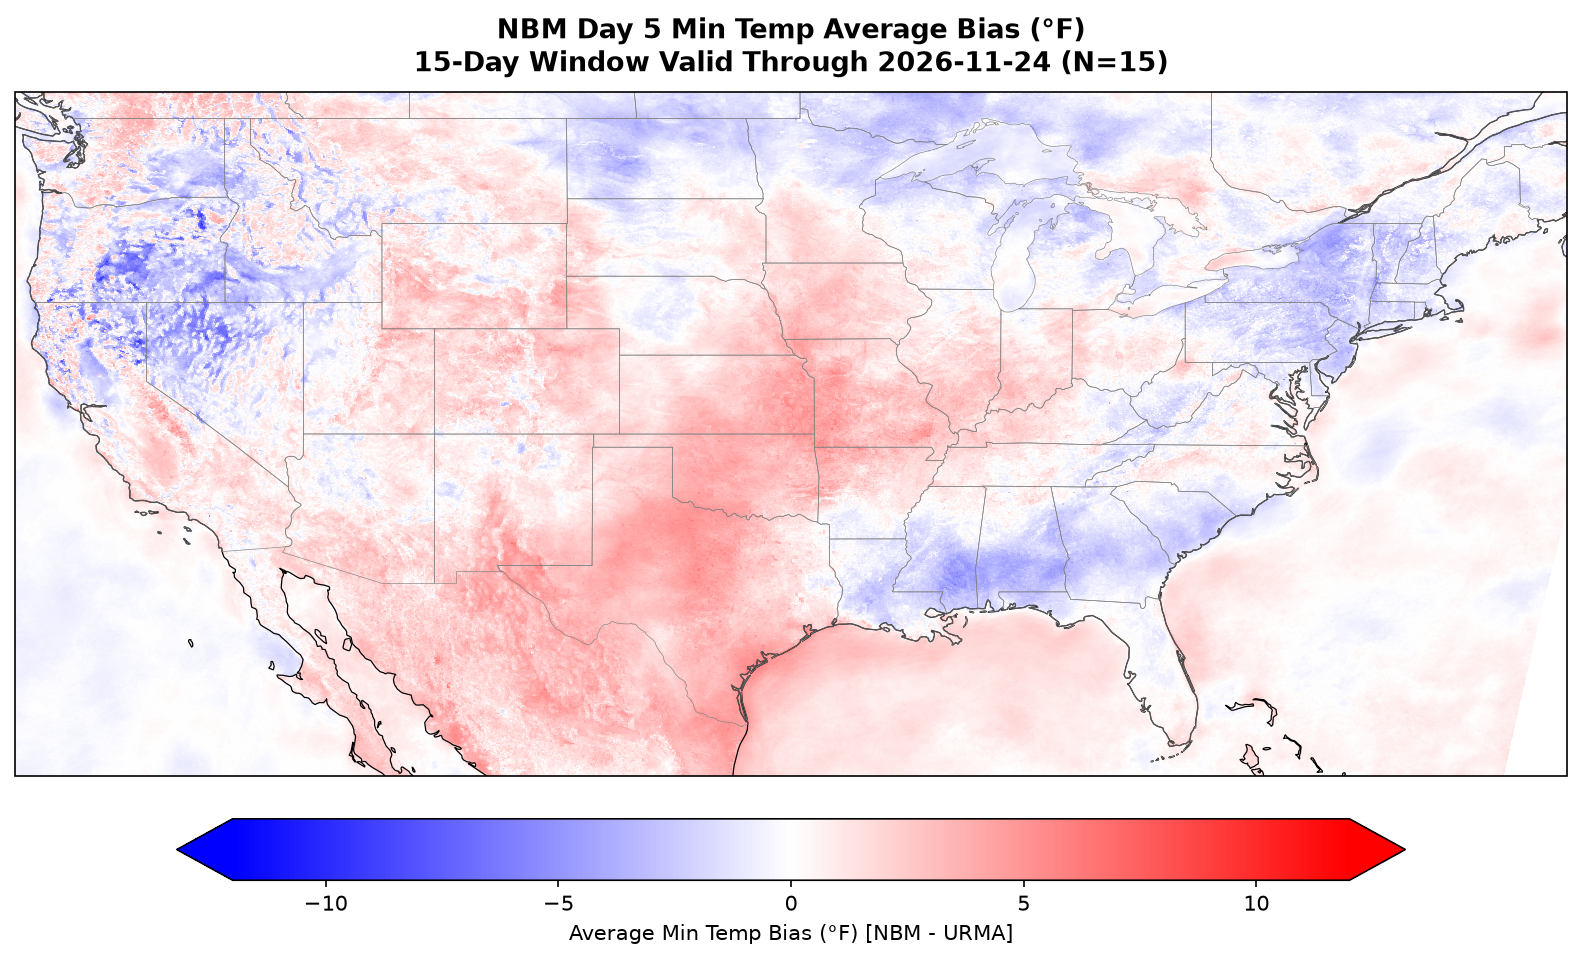 NBM Day 5 Min Temp Average Bias (°F)
15-Day Window Valid Through 2026-11-24 (N=15)
−10 −5 0 5 10
Average Min Temp Bias (°F) [NBM - URMA]